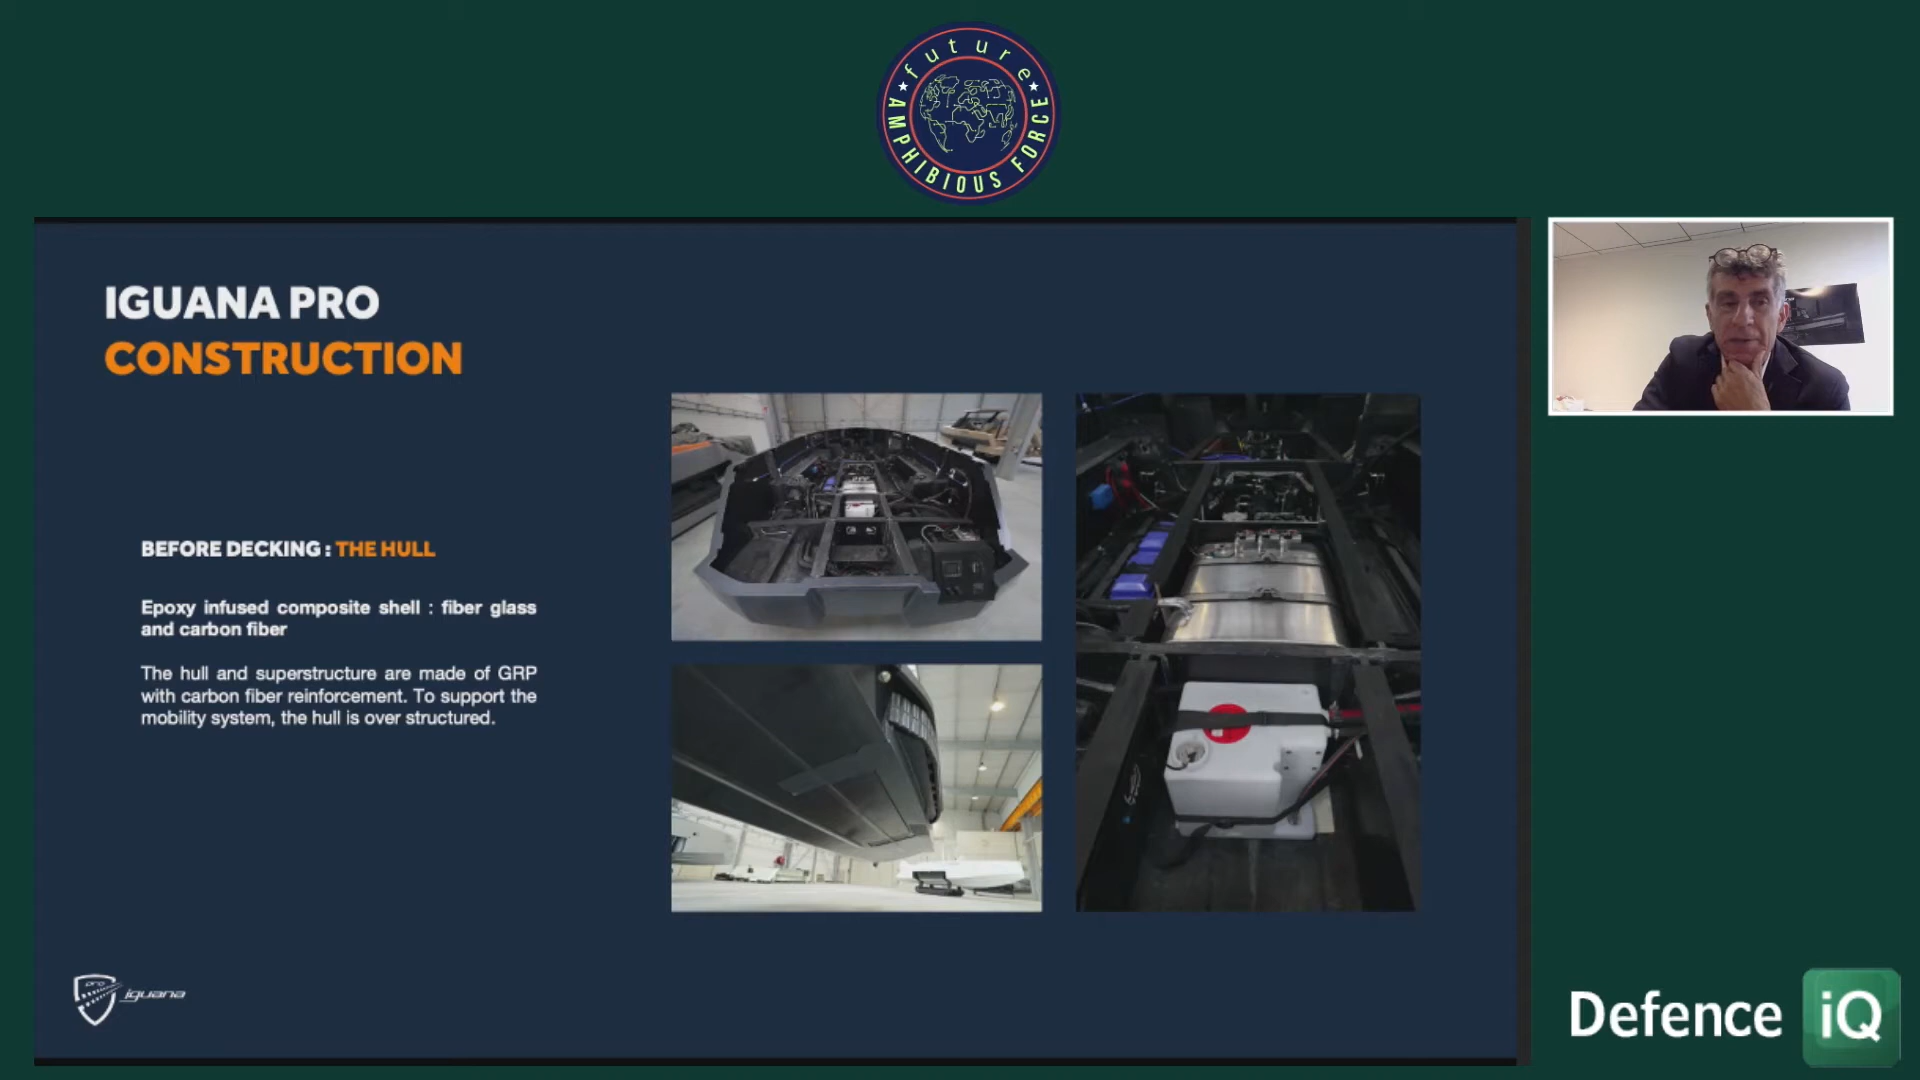 future
AMPHIBIOUS FORCE
IGUANA PRO
CONSTRUCTION
BEFORE DECKING : THE HULL
Epoxy infused composite shell : fiber glass
and carbon fiber
The hull and superstructure are made of GRP
with carbon fiber reinforcement. To support the
mobility system, the hull is over structured.
pro
iguana
Defence iQ